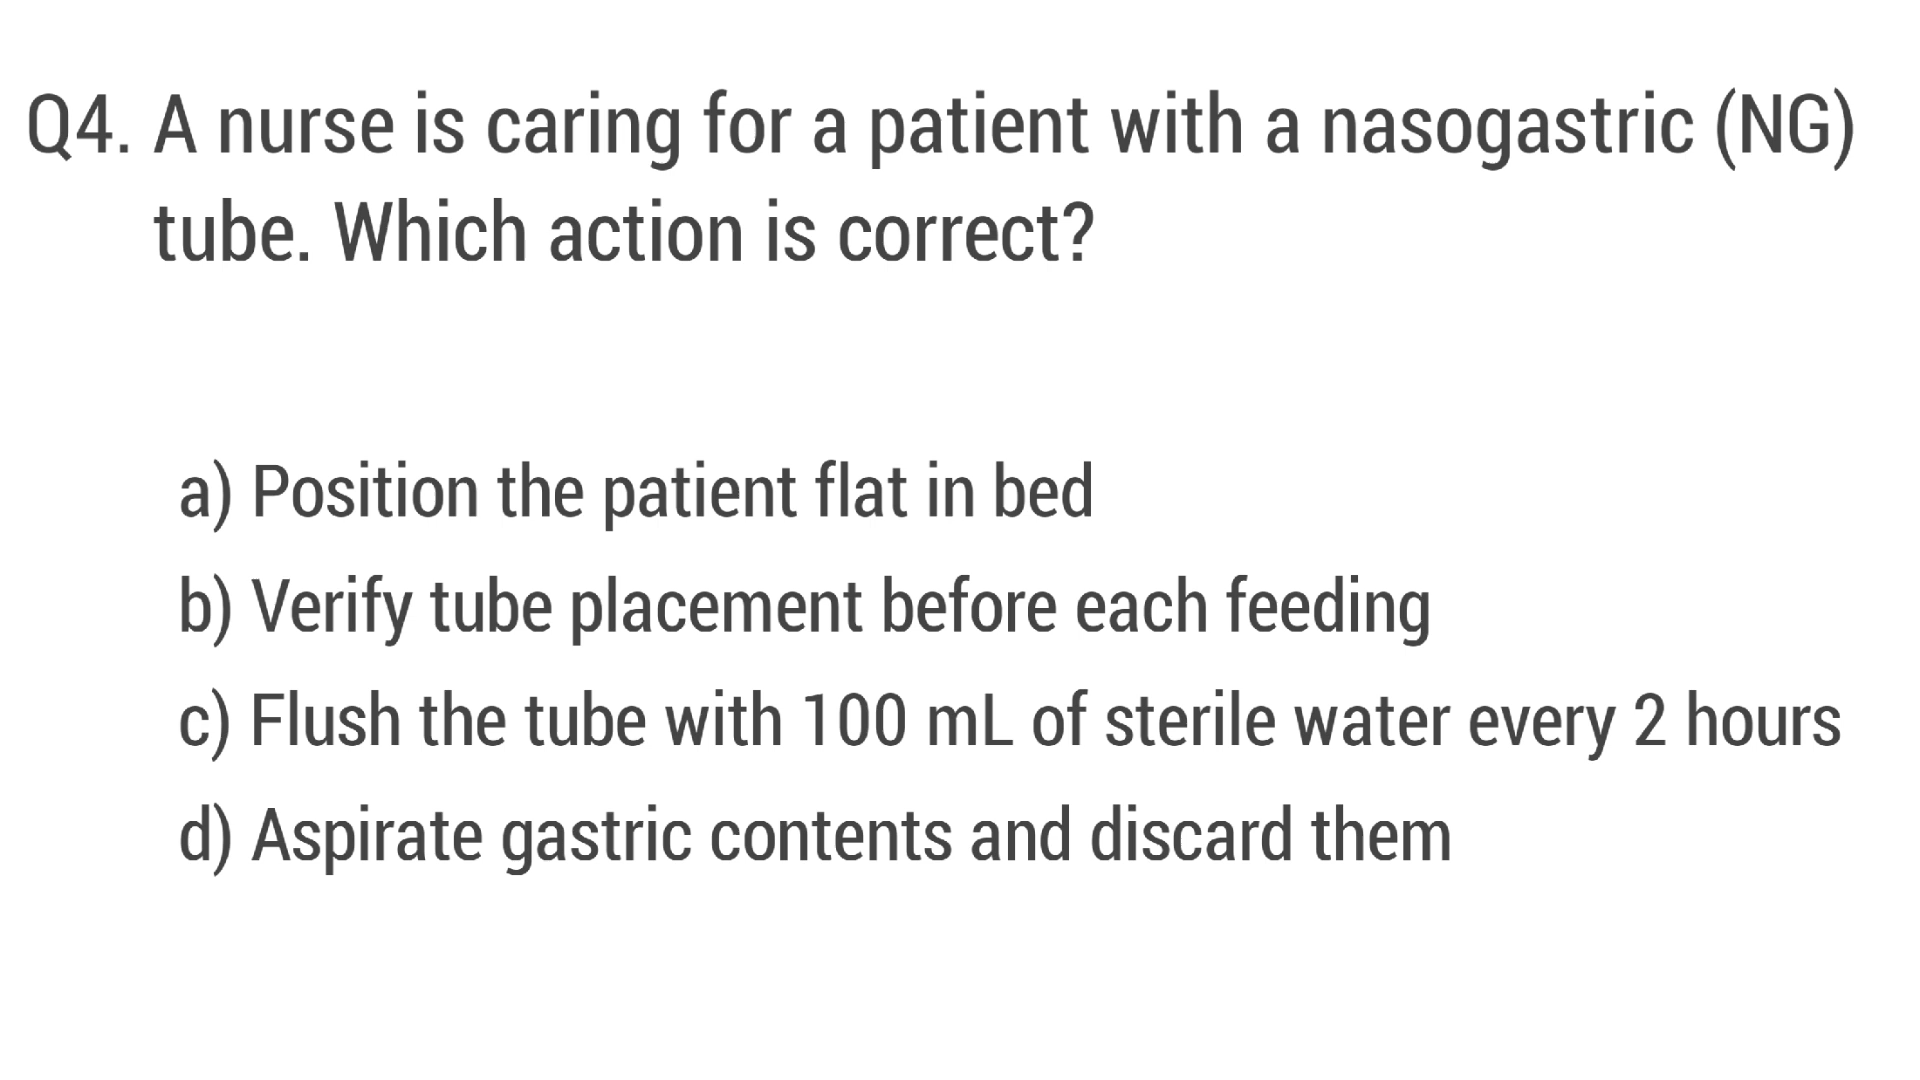 Q4. A nurse is caring for a patient with a nasogastric (NG)
tube. Which action is correct?
a) Position the patient flat in bed
b) Verify tube placement before each feeding
c) Flush the tube with 100 mL of sterile water every 2 hours
d) Aspirate gastric contents and discard them